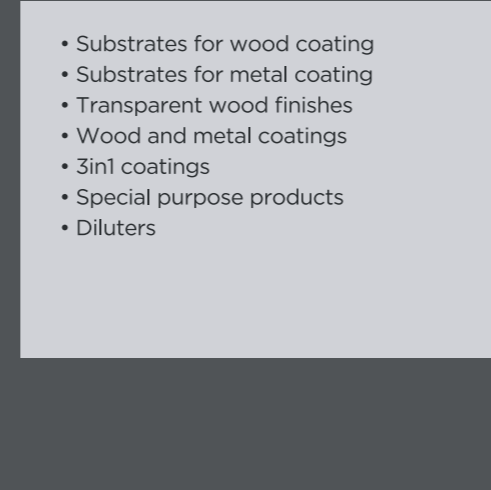 • Substrates for wood coating
• Substrates for metal coating
• Transparent wood finishes
• Wood and metal coatings
• 3in1 coatings
• Special purpose products
• Diluters